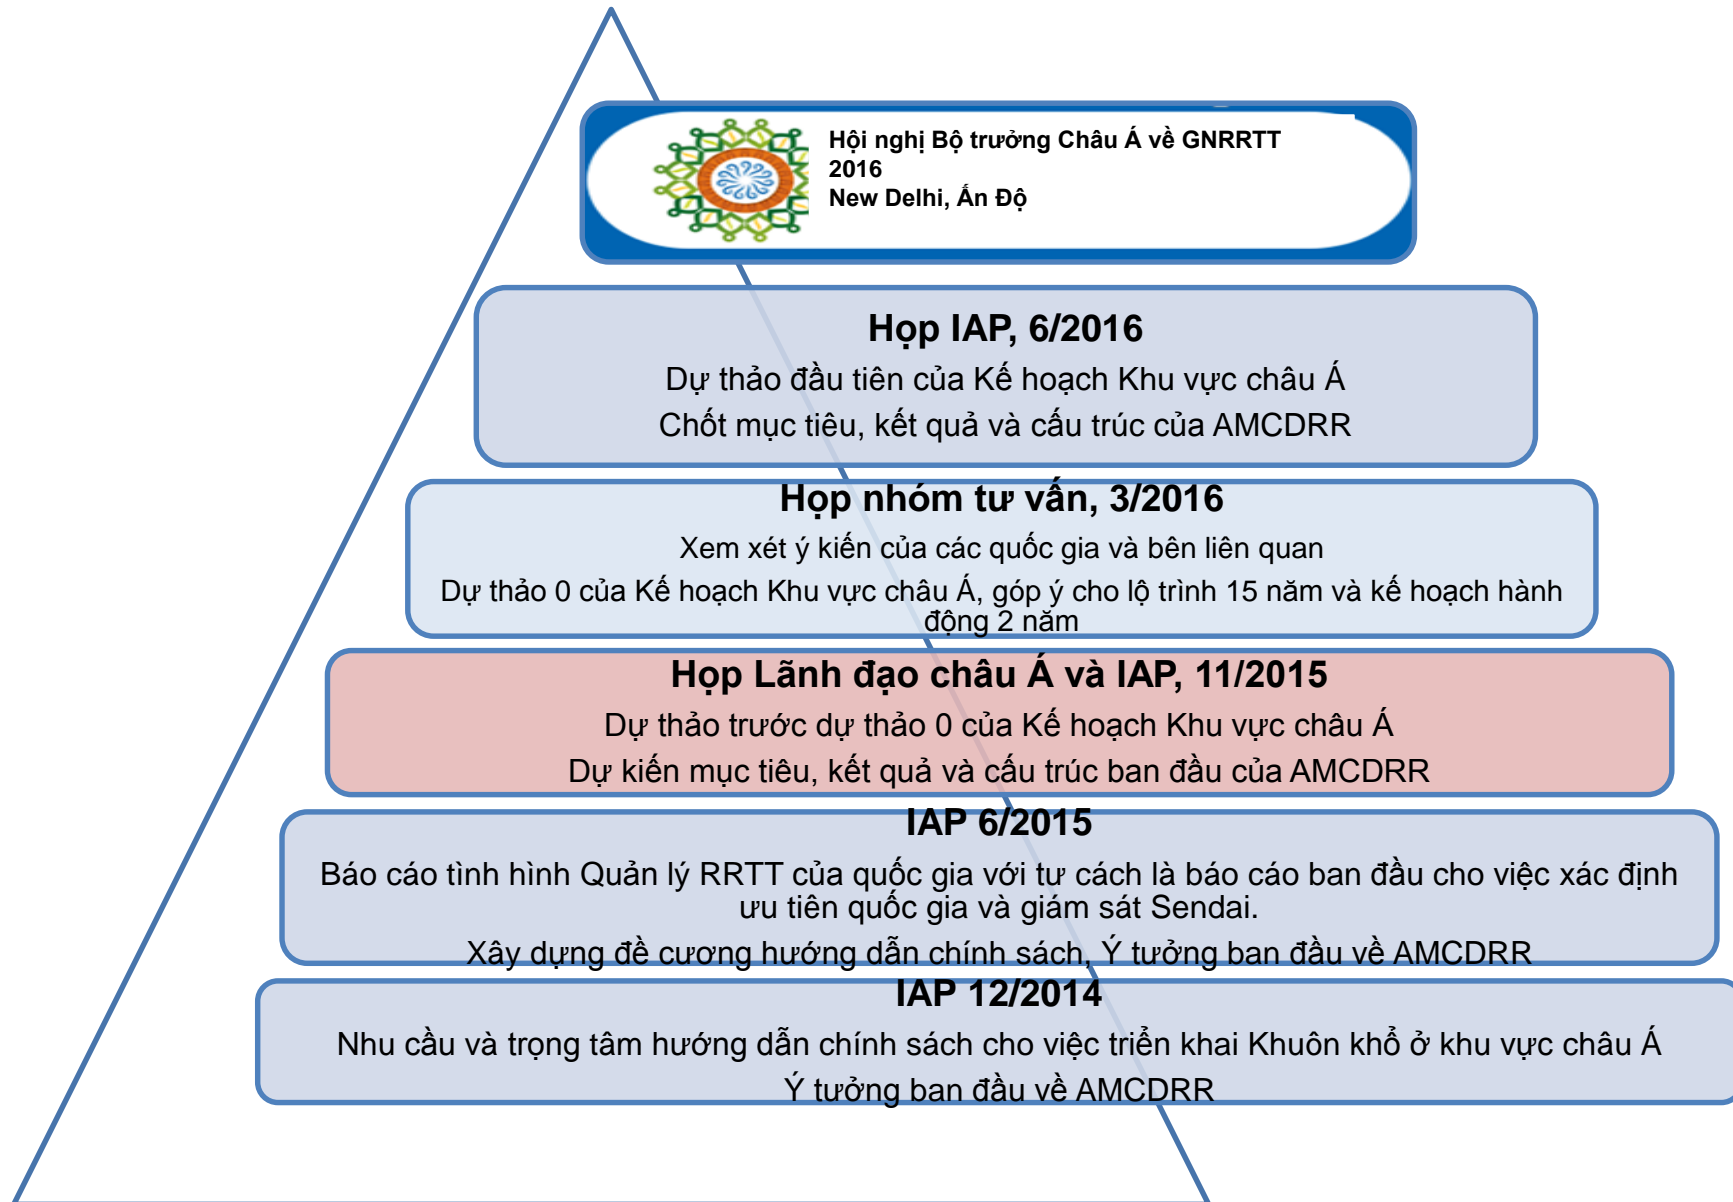 Hội nghị Bộ trưởng Châu Á về GNRRTT
2016
New Delhi, Ấn Độ
Họp IAP, 6/2016
Dự thảo đầu tiên của Kế hoạch Khu vực châu Á
Chốt mục tiêu, kết quả và cấu trúc của AMCDRR
Họp nhóm tư vấn, 3/2016
Xem xét ý kiến của các quốc gia và bên liên quan
Dự thảo 0 của Kế hoạch Khu vực châu Á, góp ý cho lộ trình 15 năm và kế hoạch hành
động 2 năm
Họp Lãnh đạo châu Á và IAP, 11/2015
Dự thảo trước dự thảo 0 của Kế hoạch Khu vực châu Á
Dự kiến mục tiêu, kết quả và cấu trúc ban đầu của AMCDRR
IAP 6/2015
Báo cáo tình hình Quản lý RRTT của quốc gia với tư cách là báo cáo ban đầu cho việc xác định
ưu tiên quốc gia và giám sát Sendai.
Xây dựng đề cương hướng dẫn chính sách, Ý tưởng ban đầu về AMCDRR
IAP 12/2014
Nhu cầu và trọng tâm hướng dẫn chính sách cho việc triển khai Khuôn khổ ở khu vực châu Á
Ý tưởng ban đầu về AMCDRR